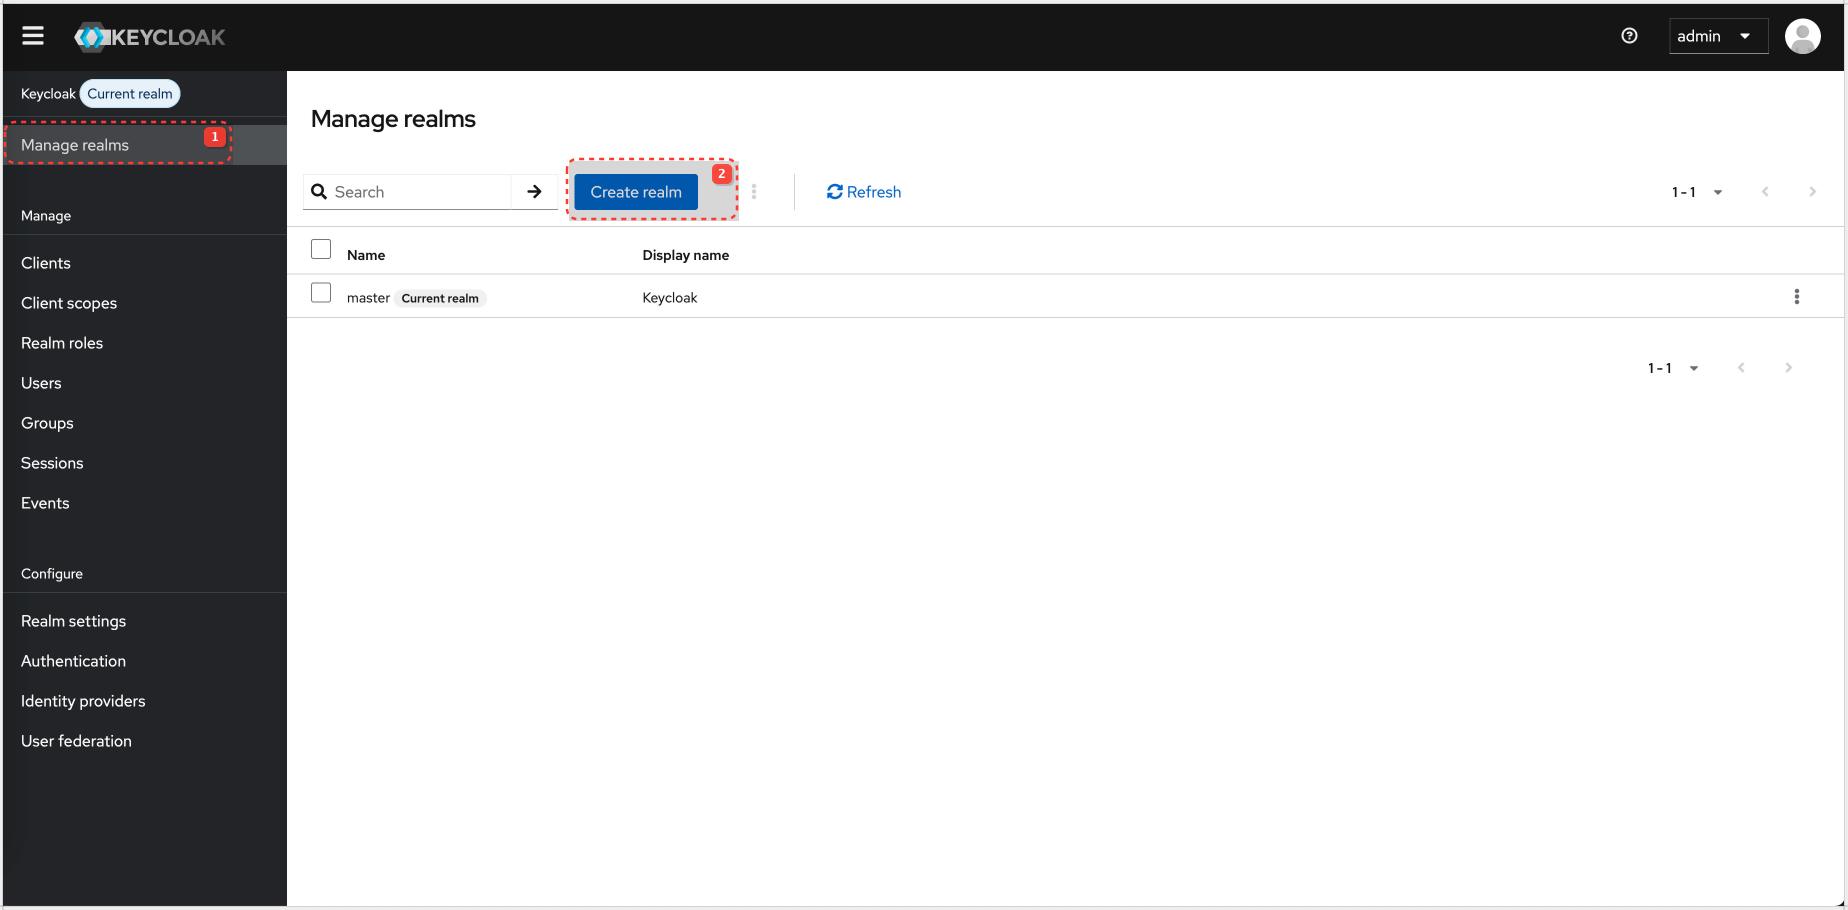 KEYCLOAK
admin
Keycloak Current realm
Manage realms 1
Manage
Clients
Client scopes
Realm roles
Users
Groups
Sessions
Events
Configure
Realm settings
Authentication
Identity providers
User federation
Manage realms
Search
Create realm 2
Refresh
1 - 1
Name Display name
master Current realm Keycloak
1 - 1